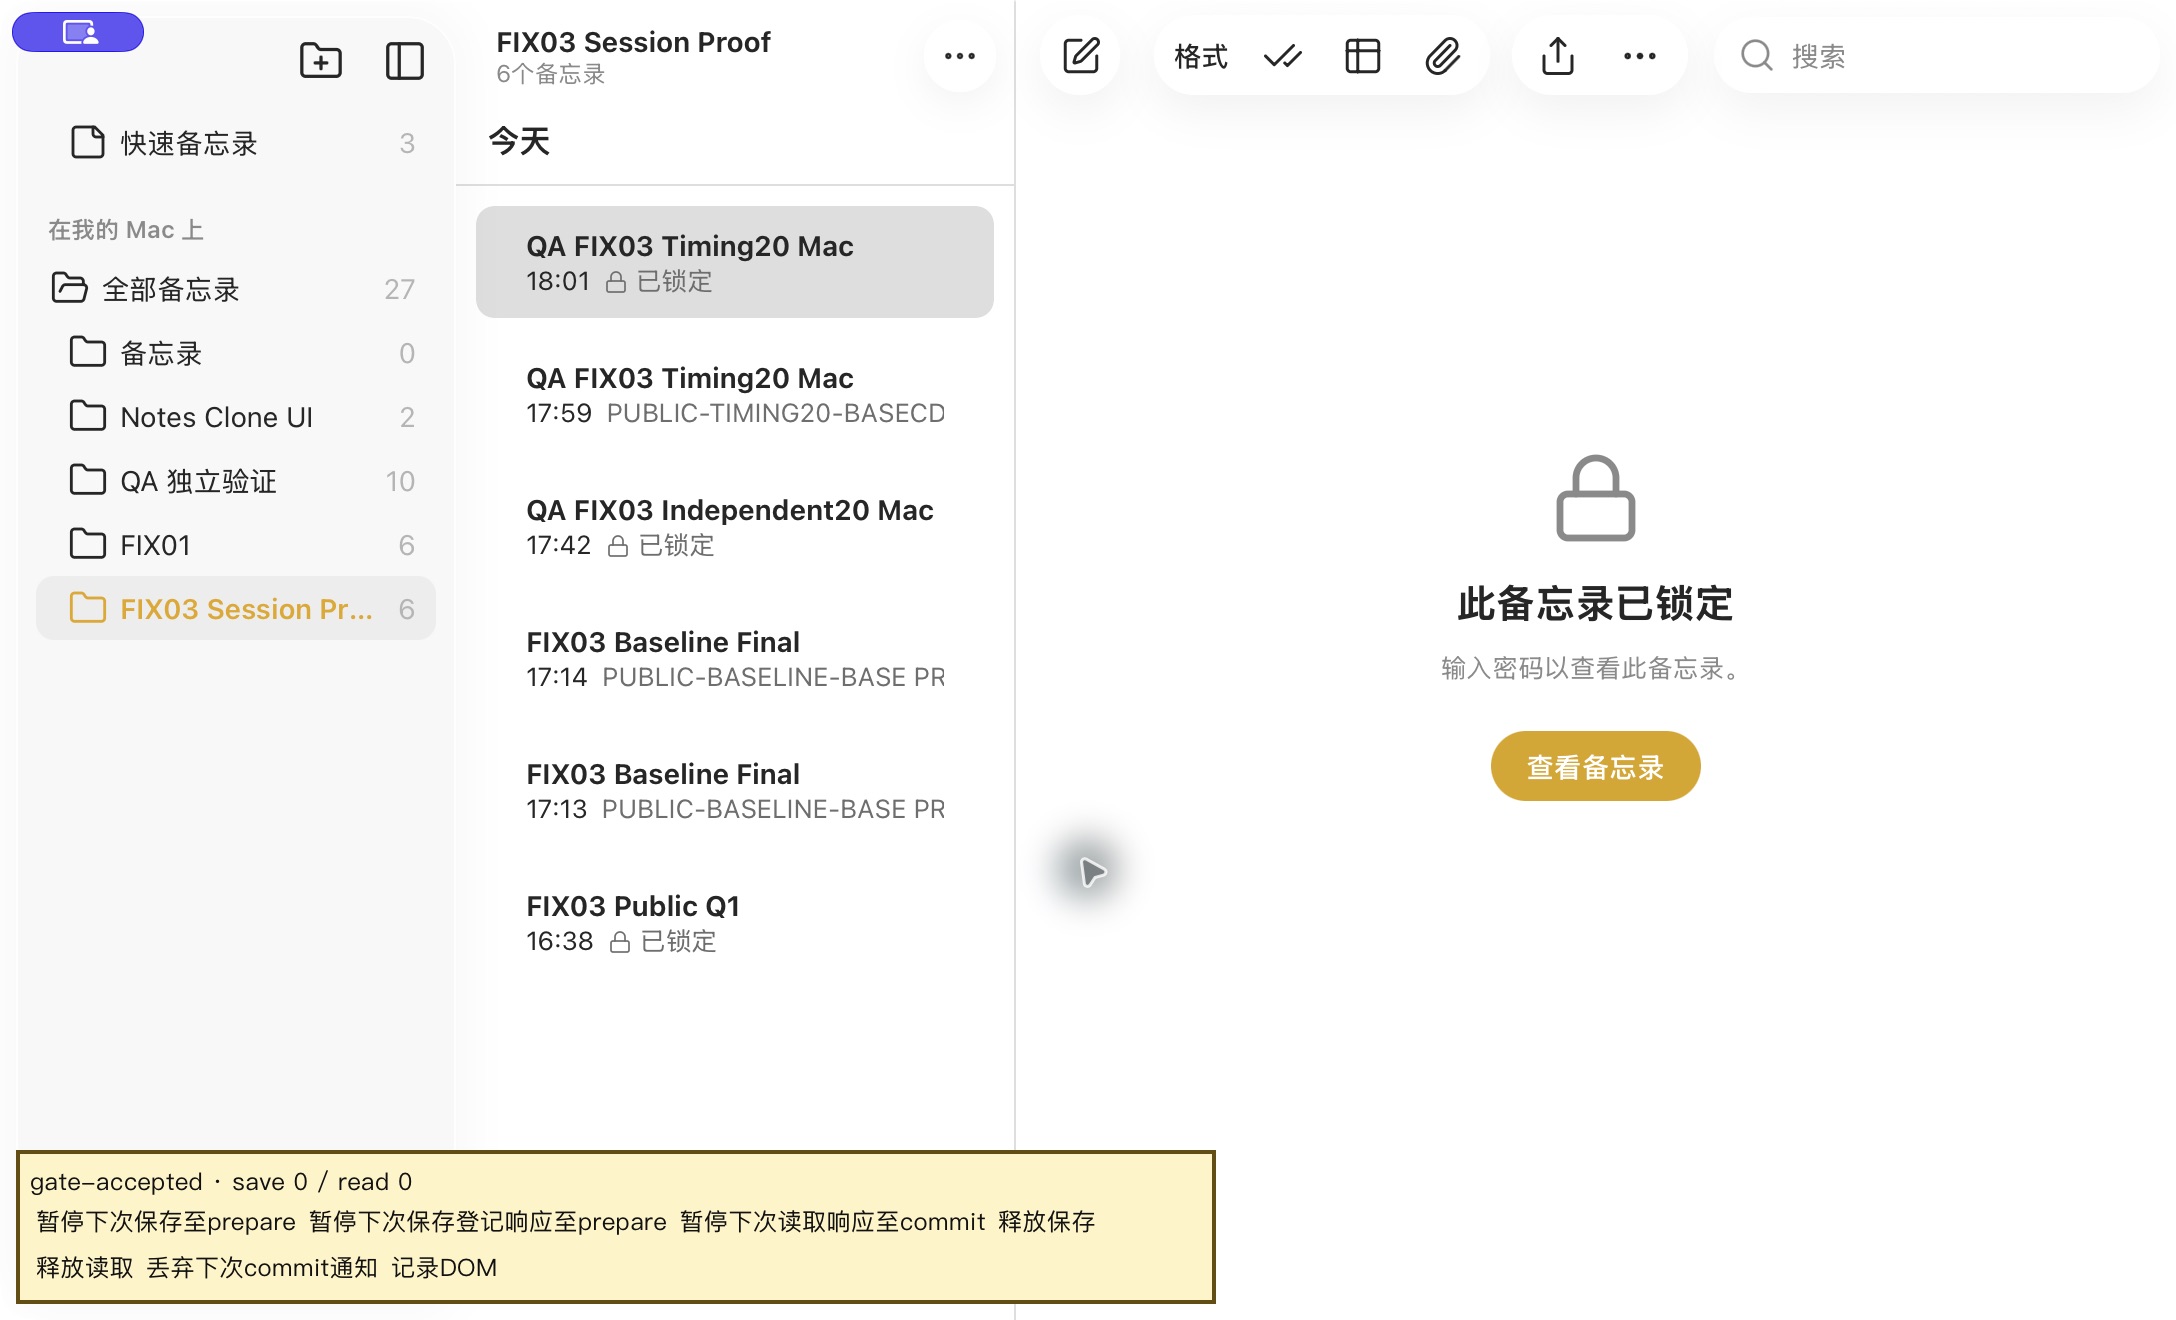 快速备忘录 3
在我的 Mac 上
全部备忘录 27
备忘录 0
Notes Clone UI 2
QA 独立验证 10
FIX01 6
FIX03 Session Pr... 6
FIX03 Session Proof
6个备忘录
今天
QA FIX03 Timing20 Mac
18:01 已锁定
QA FIX03 Timing20 Mac
17:59 PUBLIC-TIMING20-BASECD
QA FIX03 Independent20 Mac
17:42 已锁定
FIX03 Baseline Final
17:14 PUBLIC-BASELINE-BASE PR
FIX03 Baseline Final
17:13 PUBLIC-BASELINE-BASE PR
FIX03 Public Q1
16:38 已锁定
格式
搜索
此备忘录已锁定
输入密码以查看此备忘录。
查看备忘录
gate-accepted · save 0 / read 0
暂停下次保存至prepare 暂停下次保存登记响应至prepare 暂停下次读取响应至commit 释放保存
释放读取 丢弃下次commit通知 记录DOM